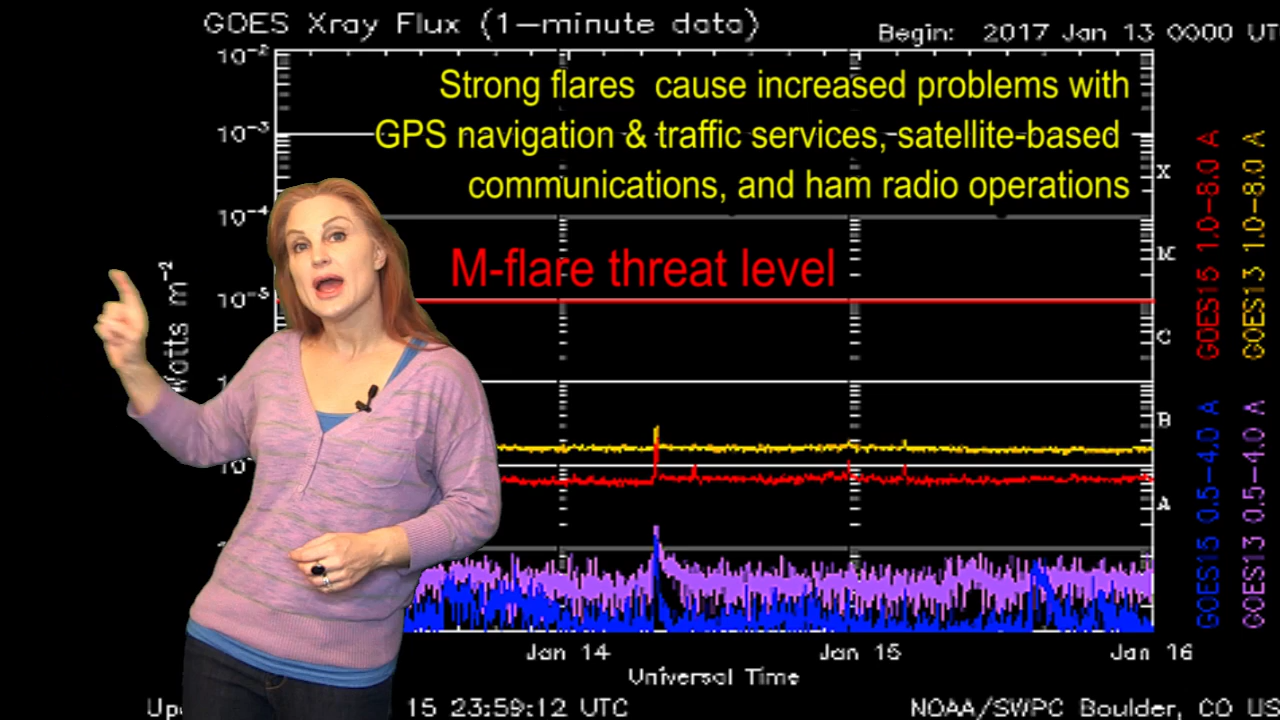 GOES Xray Flux (1-minute data)
Begin: 2017 Jan 13 0000
10⁻²
Strong flares cause increased problems with
GPS navigation & traffic services, satellite-based
communications, and ham radio operations
10⁻³
X
10⁻⁴
M-flare threat level
M
10⁻⁵
Watts m⁻²
C
B
A
GOES15 1.0-8.0 A
GOES13 1.0-8.0 A
GOES15 0.5-4.0 A
GOES13 0.5-4.0 A
Jan 14
Jan 15
Jan 16
Universal Time
15 23:59:12 UTC
NOAA/SWPC Boulder, CO US